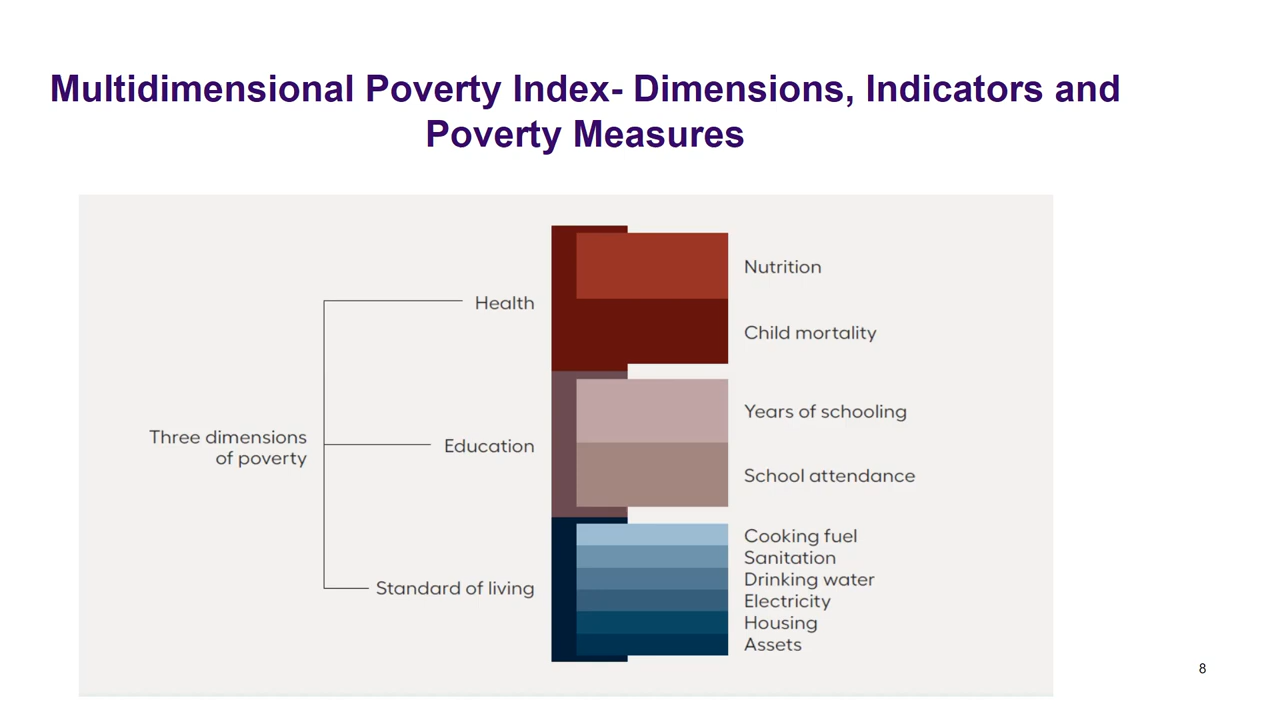 Multidimensional Poverty Index- Dimensions, Indicators and
Poverty Measures
Three dimensions
of poverty
Health
Nutrition
Child mortality
Education
Years of schooling
School attendance
Standard of living
Cooking fuel
Sanitation
Drinking water
Electricity
Housing
Assets
8